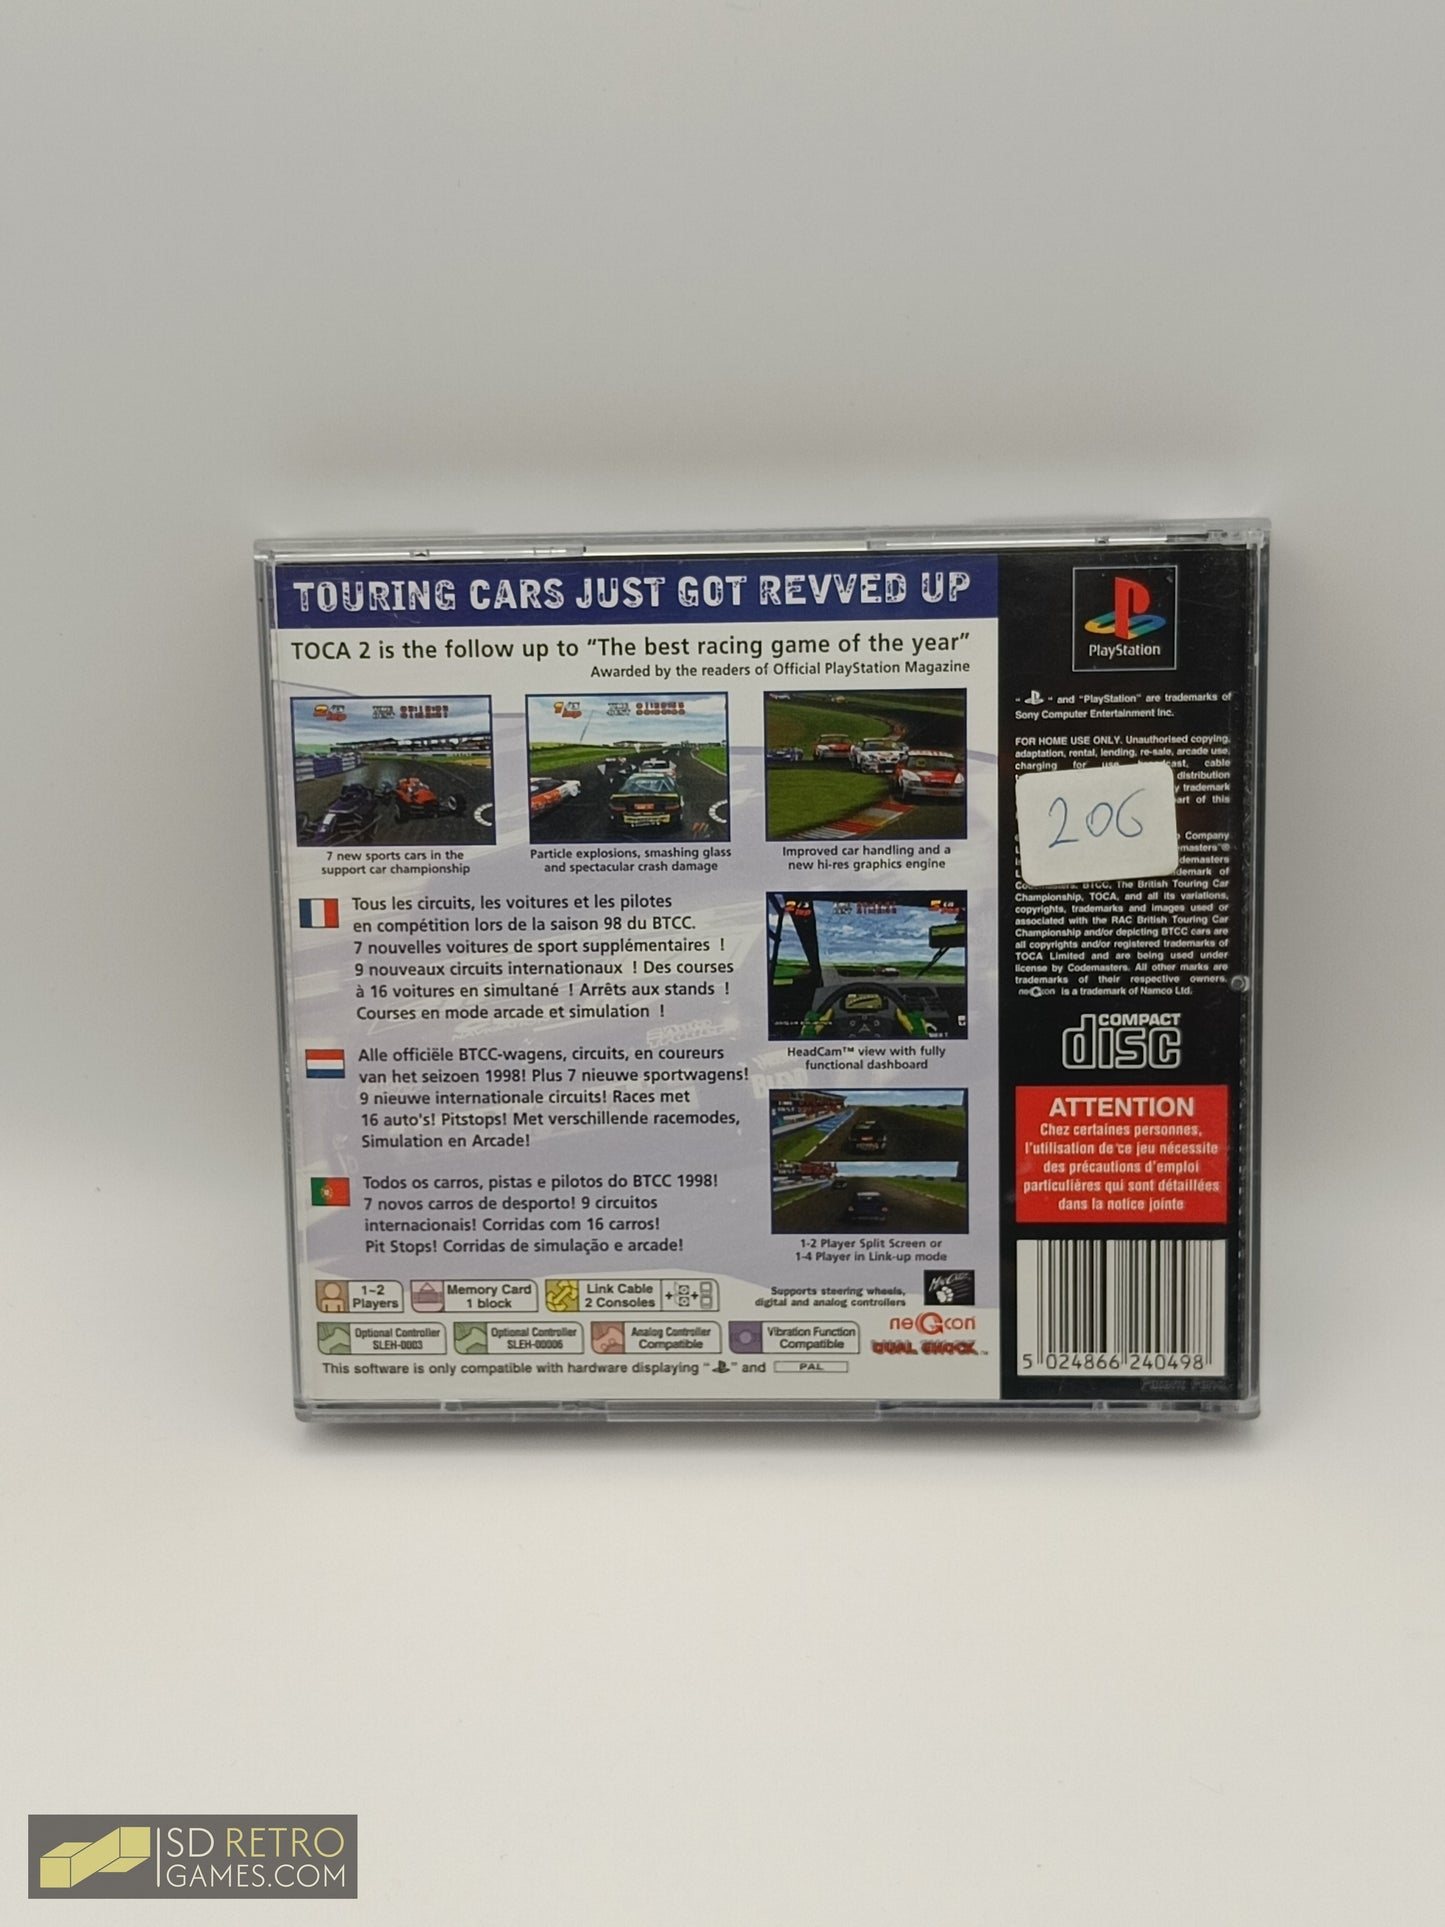 TOURING CARS JUST GOT REVVED UP
TOCA 2 is the follow up to "The best racing game of the year"
Awarded by the readers of Official PlayStation Magazine
7 new sports cars in the
support car championship
Particle explosions, smashing glass
and spectacular crash damage
Improved car handling and a
new hi-res graphics engine
Tous les circuits, les voitures et les pilotes
en compétition lors de la saison 98 du BTCC.
7 nouvelles voitures de sport supplémentaires !
9 nouveaux circuits internationaux ! Des courses
à 16 voitures en simultané ! Arrêts aux stands !
Courses en mode arcade et simulation !
Alle officiële BTCC-wagens, circuits, en coureurs
van het seizoen 1998! Plus 7 nieuwe sportwagens!
9 nieuwe internationale circuits! Races met
16 auto's! Pitstops! Met verschillende racemodes,
Simulation en Arcade!
Todos os carros, pistas e pilotos do BTCC 1998!
7 novos carros de desporto! 9 circuitos
internacionais! Corridas com 16 carros!
Pit Stops! Corridas de simulação e arcade!
HeadCam™ view with fully
functional dashboard
1-2 Player Split Screen or
1-4 Player in Link-up mode
Supports steering wheels,
digital and analog controllers
neGcon
DUAL SHOCK™
1~2
Players
Memory Card
1 block
Link Cable
2 Consoles
Optional Controller
SLEH-0003
Optional Controller
SLEH-00006
Analog Controller
Compatible
Vibration Function
Compatible
This software is only compatible with hardware displaying " " and PAL
PlayStation
" " and "PlayStation" are trademarks of
Sony Computer Entertainment Inc.
FOR HOME USE ONLY. Unauthorised copying,
adaptation, rental, lending, re-sale, arcade use,
charging for use, cable
distribution
trademark
of this
206
Company
demark of
BTCC, The British Touring Car
Championship, TOCA, and all its variations,
copyrights, trademarks and images used or
associated with the RAC British Touring Car
Championship and/or depicting BTCC cars are
all copyrights and/or registered trademarks of
TOCA Limited and are being used under
license by Codemasters. All other marks are
trademarks of their respective owners.
neGcon is a trademark of Namco Ltd.
COMPACT
disc
ATTENTION
Chez certaines personnes,
l'utilisation de ce jeu nécessite
des précautions d'emploi
particulières qui sont détaillées
dans la notice jointe
5 024866 240498
SD RETRO
GAMES.COM